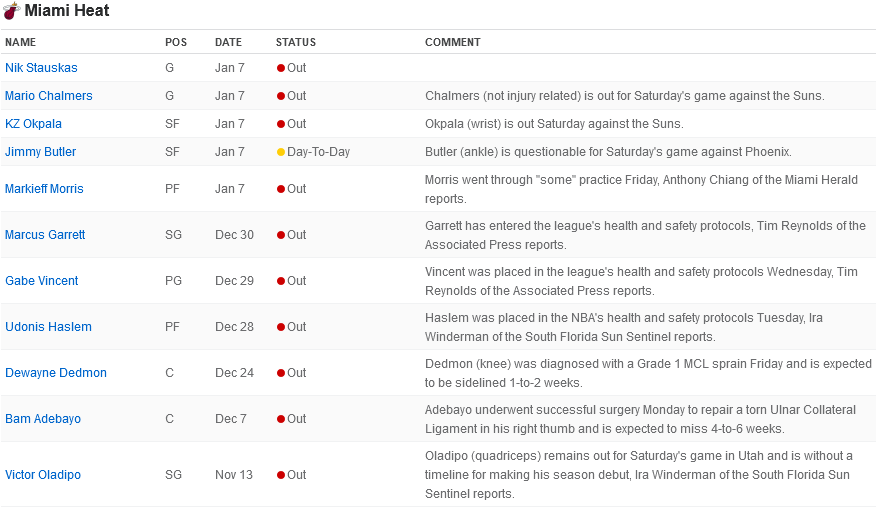 Miami Heat
NAME POS DATE STATUS COMMENT
Nik Stauskas G Jan 7 Out
Mario Chalmers G Jan 7 Out Chalmers (not injury related) is out for Saturday's game against the Suns.
KZ Okpala SF Jan 7 Out Okpala (wrist) is out Saturday against the Suns.
Jimmy Butler SF Jan 7 Day-To-Day Butler (ankle) is questionable for Saturday's game against Phoenix.
Markieff Morris PF Jan 7 Out Morris went through "some" practice Friday, Anthony Chiang of the Miami Herald
reports.
Marcus Garrett SG Dec 30 Out Garrett has entered the league's health and safety protocols, Tim Reynolds of the
Associated Press reports.
Gabe Vincent PG Dec 29 Out Vincent was placed in the league's health and safety protocols Wednesday, Tim
Reynolds of the Associated Press reports.
Udonis Haslem PF Dec 28 Out Haslem was placed in the NBA's health and safety protocols Tuesday, Ira
Winderman of the South Florida Sun Sentinel reports.
Dewayne Dedmon C Dec 24 Out Dedmon (knee) was diagnosed with a Grade 1 MCL sprain Friday and is expected
to be sidelined 1-to-2 weeks.
Bam Adebayo C Dec 7 Out Adebayo underwent successful surgery Monday to repair a torn Ulnar Collateral
Ligament in his right thumb and is expected to miss 4-to-6 weeks.
Victor Oladipo SG Nov 13 Out Oladipo (quadriceps) remains out for Saturday's game in Utah and is without a
timeline for making his season debut, Ira Winderman of the South Florida Sun
Sentinel reports.